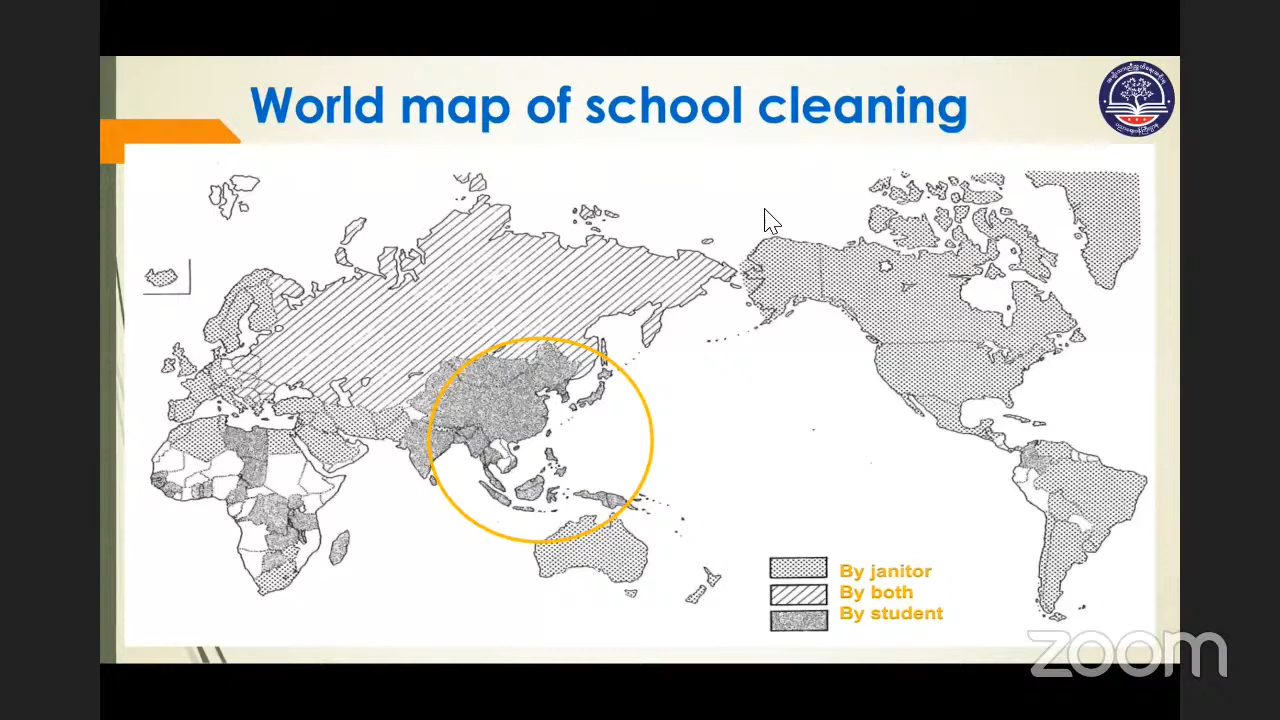 World map of school cleaning
By janitor
By both
By student
zoom